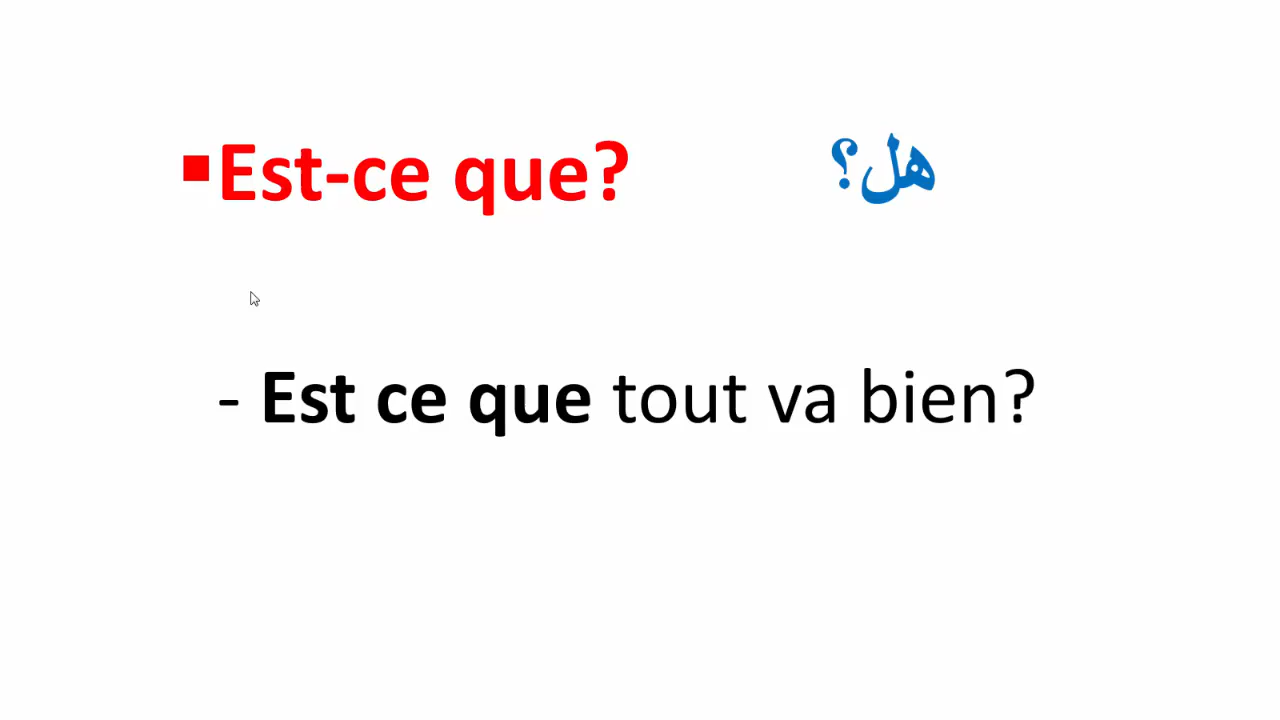 ▪Est-ce que? هل؟
- Est ce que tout va bien?